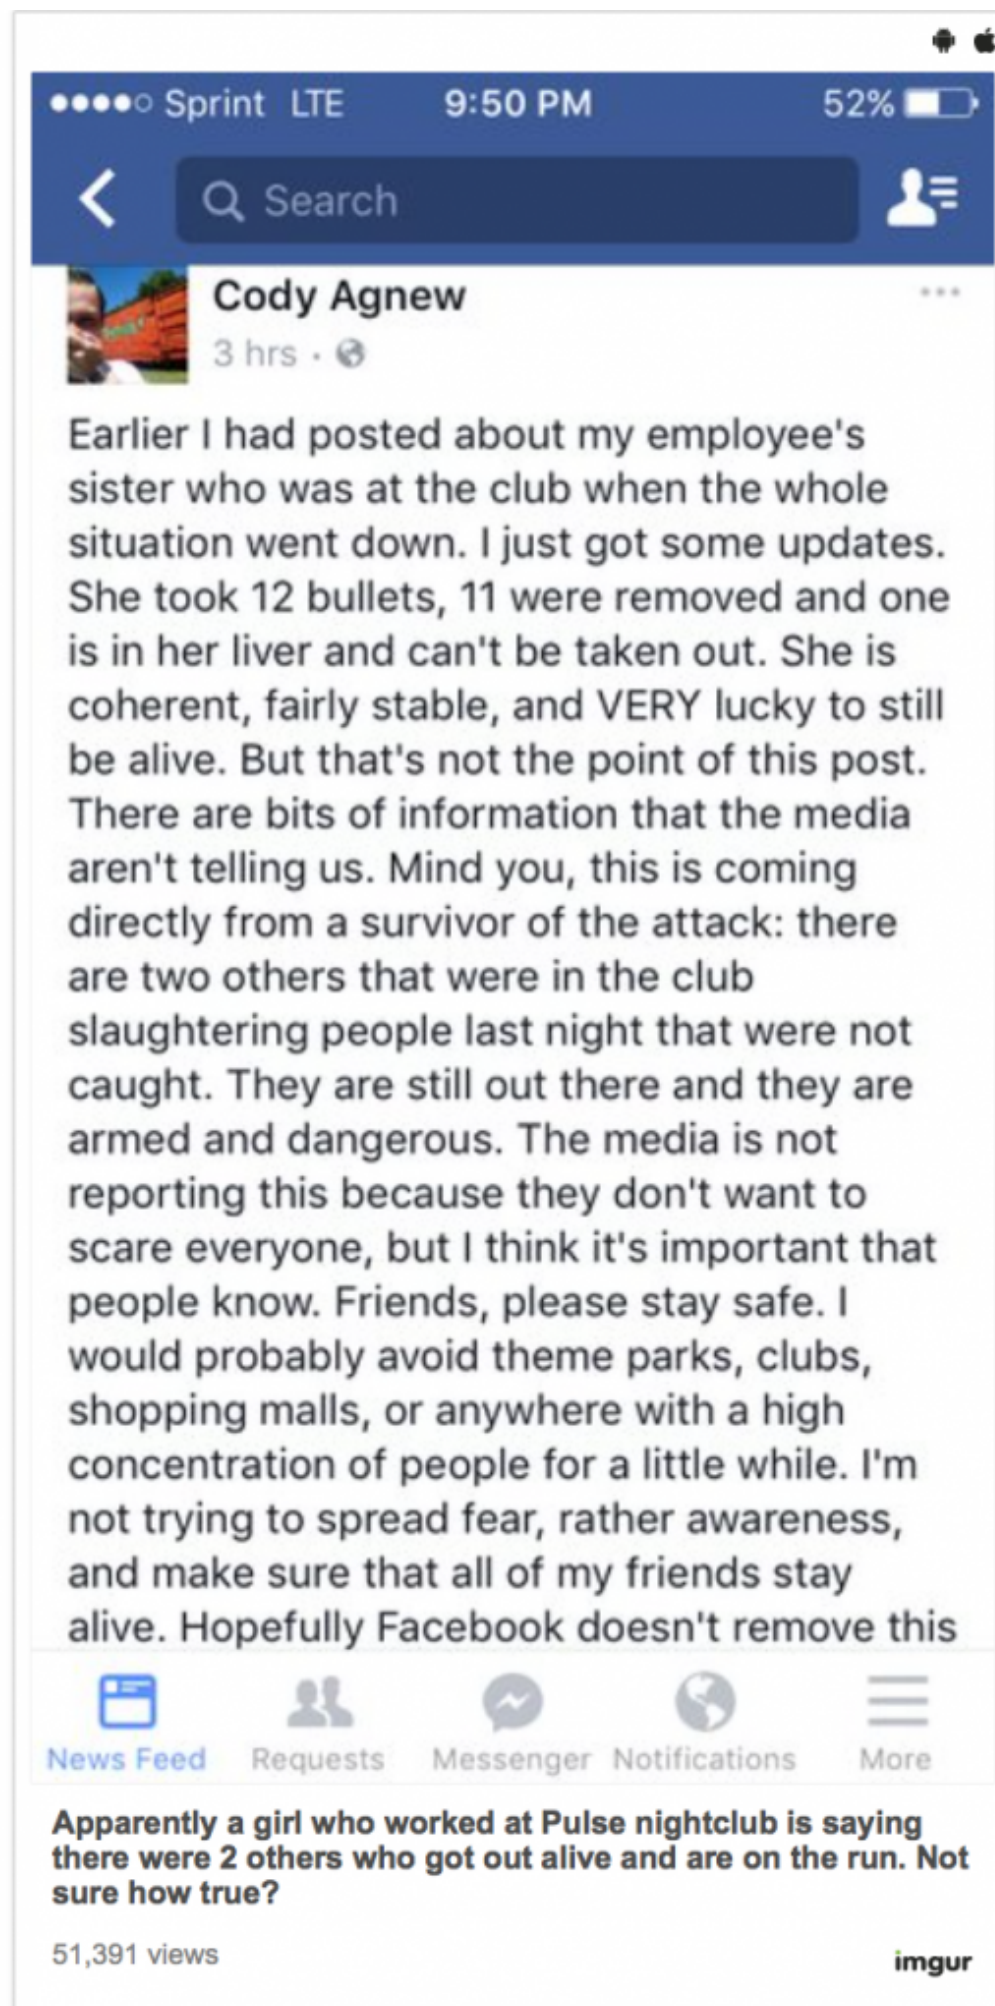 Sprint LTE 9:50 PM 52%
Search
Cody Agnew
3 hrs ·
Earlier I had posted about my employee's
sister who was at the club when the whole
situation went down. I just got some updates.
She took 12 bullets, 11 were removed and one
is in her liver and can't be taken out. She is
coherent, fairly stable, and VERY lucky to still
be alive. But that's not the point of this post.
There are bits of information that the media
aren't telling us. Mind you, this is coming
directly from a survivor of the attack: there
are two others that were in the club
slaughtering people last night that were not
caught. They are still out there and they are
armed and dangerous. The media is not
reporting this because they don't want to
scare everyone, but I think it's important that
people know. Friends, please stay safe. I
would probably avoid theme parks, clubs,
shopping malls, or anywhere with a high
concentration of people for a little while. I'm
not trying to spread fear, rather awareness,
and make sure that all of my friends stay
alive. Hopefully Facebook doesn't remove this
News Feed Requests Messenger Notifications More
Apparently a girl who worked at Pulse nightclub is saying
there were 2 others who got out alive and are on the run. Not
sure how true?
51,391 views
imgur